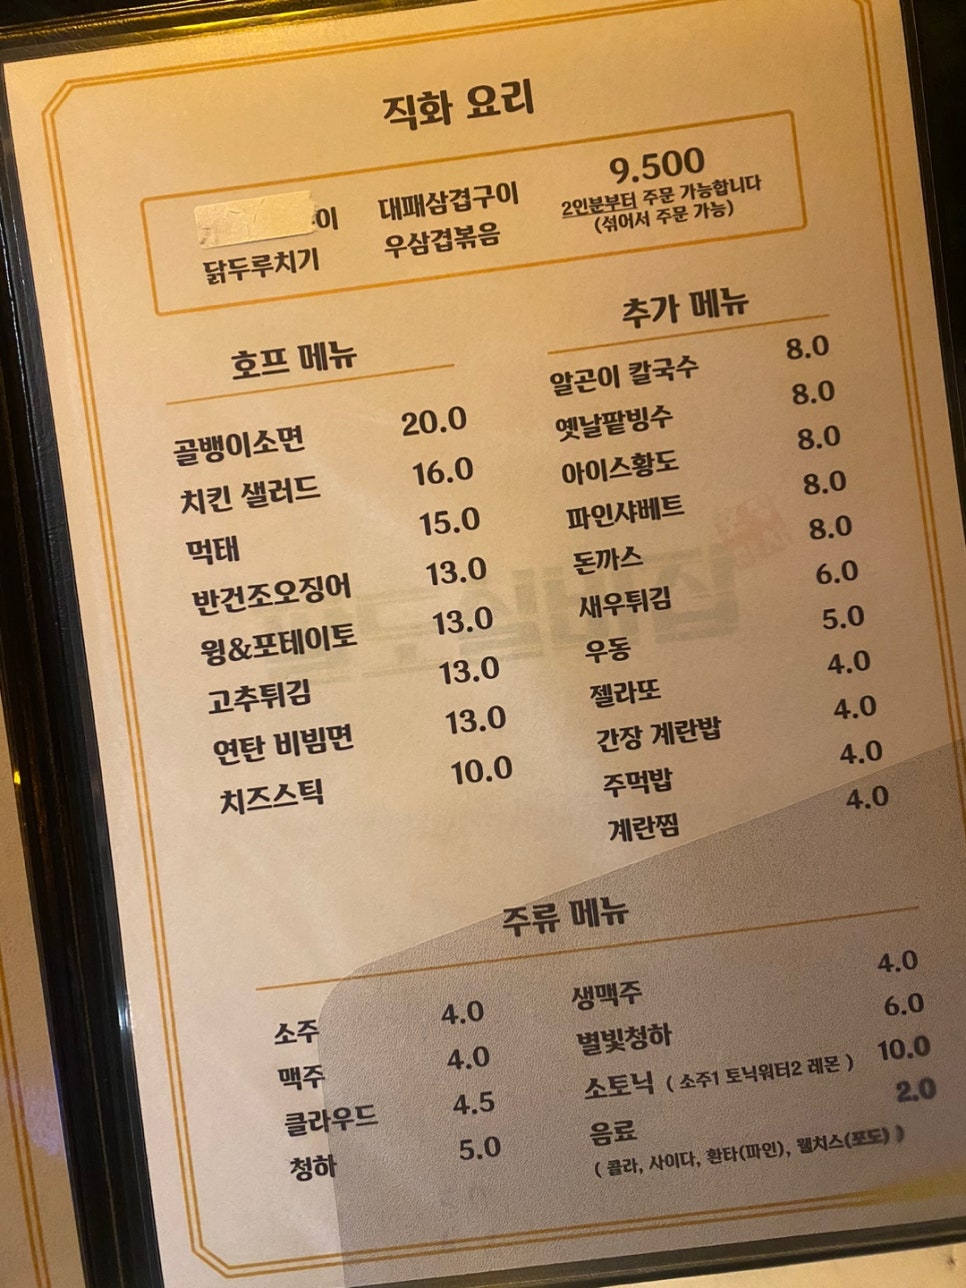 직화 요리
이 대패삼겹구이 9.500
닭두루치기 우삼겹볶음 2인분부터 주문 가능합니다
(섞어서 주문 가능)
호프 메뉴
골뱅이소면 20.0
치킨 샐러드 16.0
먹태 15.0
반건조오징어 13.0
윙&포테이토 13.0
고추튀김 13.0
연탄 비빔면 13.0
치즈스틱 10.0
추가 메뉴
알곤이 칼국수 8.0
옛날팥빙수 8.0
아이스황도 8.0
파인샤베트 8.0
돈까스 8.0
새우튀김 6.0
우동 5.0
젤라또 4.0
간장 계란밥 4.0
주먹밥 4.0
계란찜 4.0
주류 메뉴
소주 4.0
맥주 4.0
클라우드 4.5
청하 5.0
생맥주 4.0
별빛청하 6.0
소토닉 ( 소주1 토닉워터2 레몬 ) 10.0
음료 2.0
( 콜라, 사이다, 환타(파인), 웰치스(포도) )